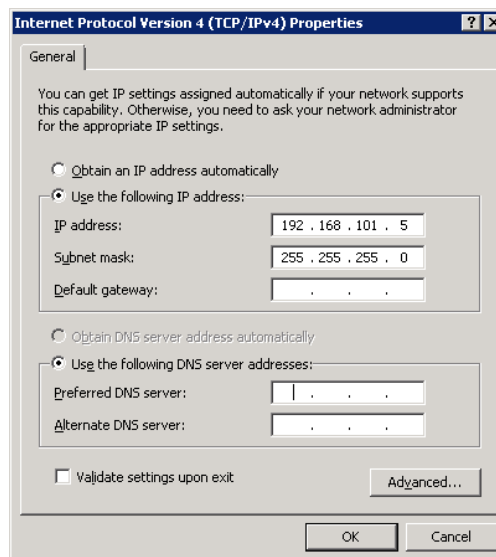 Internet Protocol Version 4 (TCP/IPv4) Properties
General
You can get IP settings assigned automatically if your network supports
this capability. Otherwise, you need to ask your network administrator
for the appropriate IP settings.
Obtain an IP address automatically
Use the following IP address:
IP address: 192 . 168 . 101 . 5
Subnet mask: 255 . 255 . 255 . 0
Default gateway: . . .
Obtain DNS server address automatically
Use the following DNS server addresses:
Preferred DNS server: . . .
Alternate DNS server: . . .
Validate settings upon exit
Advanced...
OK Cancel